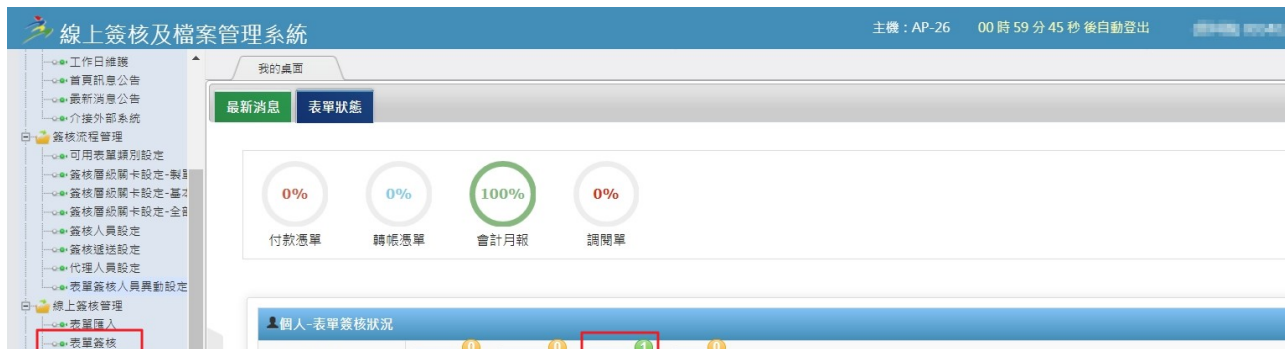 線上簽核及檔案管理系統
主機：AP-26 00 時 59 分 45 秒 後自動登出
工作日維護
首頁訊息公告
最新消息公告
介接外部系統
簽核流程管理
可用表單類別設定
簽核層級關卡設定-製單
簽核層級關卡設定-基本
簽核層級關卡設定-全部
簽核人員設定
簽核遞送設定
代理人員設定
表單簽核人員異動設定
線上簽核管理
表單匯入
表單簽核
我的桌面
最新消息 表單狀態
0% 0% 100% 0%
付款憑單 轉帳憑單 會計月報 調閱單
個人-表單簽核狀況
0 0 1 0